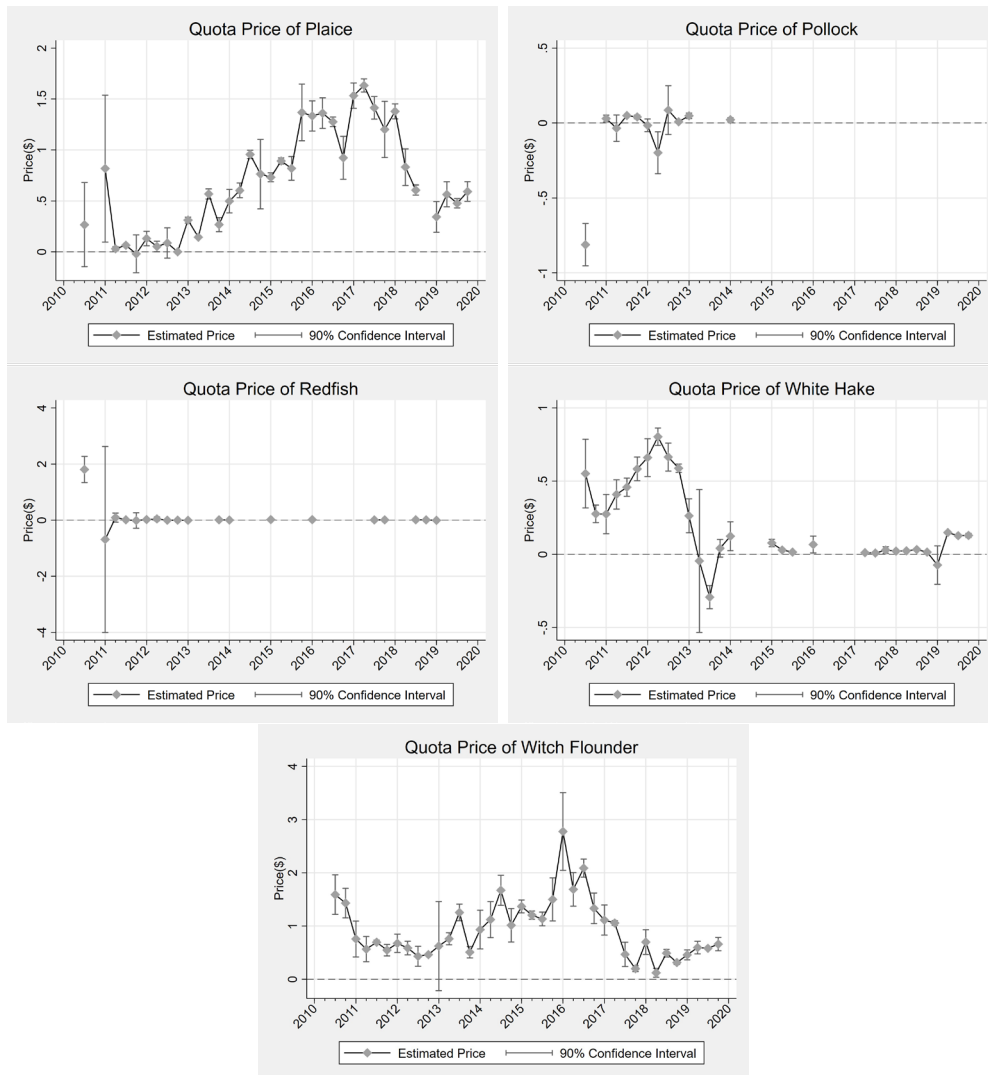 Quota Price of Plaice
Price($)
2
1.5
1
.5
0
2010 2011 2012 2013 2014 2015 2016 2017 2018 2019 2020
Estimated Price 90% Confidence Interval
Quota Price of Pollock
Price($)
.5
0
-.5
-1
2010 2011 2012 2013 2014 2015 2016 2017 2018 2019 2020
Estimated Price 90% Confidence Interval
Quota Price of Redfish
Price($)
4
2
0
-2
-4
2010 2011 2012 2013 2014 2015 2016 2017 2018 2019 2020
Estimated Price 90% Confidence Interval
Quota Price of White Hake
Price($)
1
.5
0
-.5
2010 2011 2012 2013 2014 2015 2016 2017 2018 2019 2020
Estimated Price 90% Confidence Interval
Quota Price of Witch Flounder
Price($)
4
3
2
1
0
2010 2011 2012 2013 2014 2015 2016 2017 2018 2019 2020
Estimated Price 90% Confidence Interval